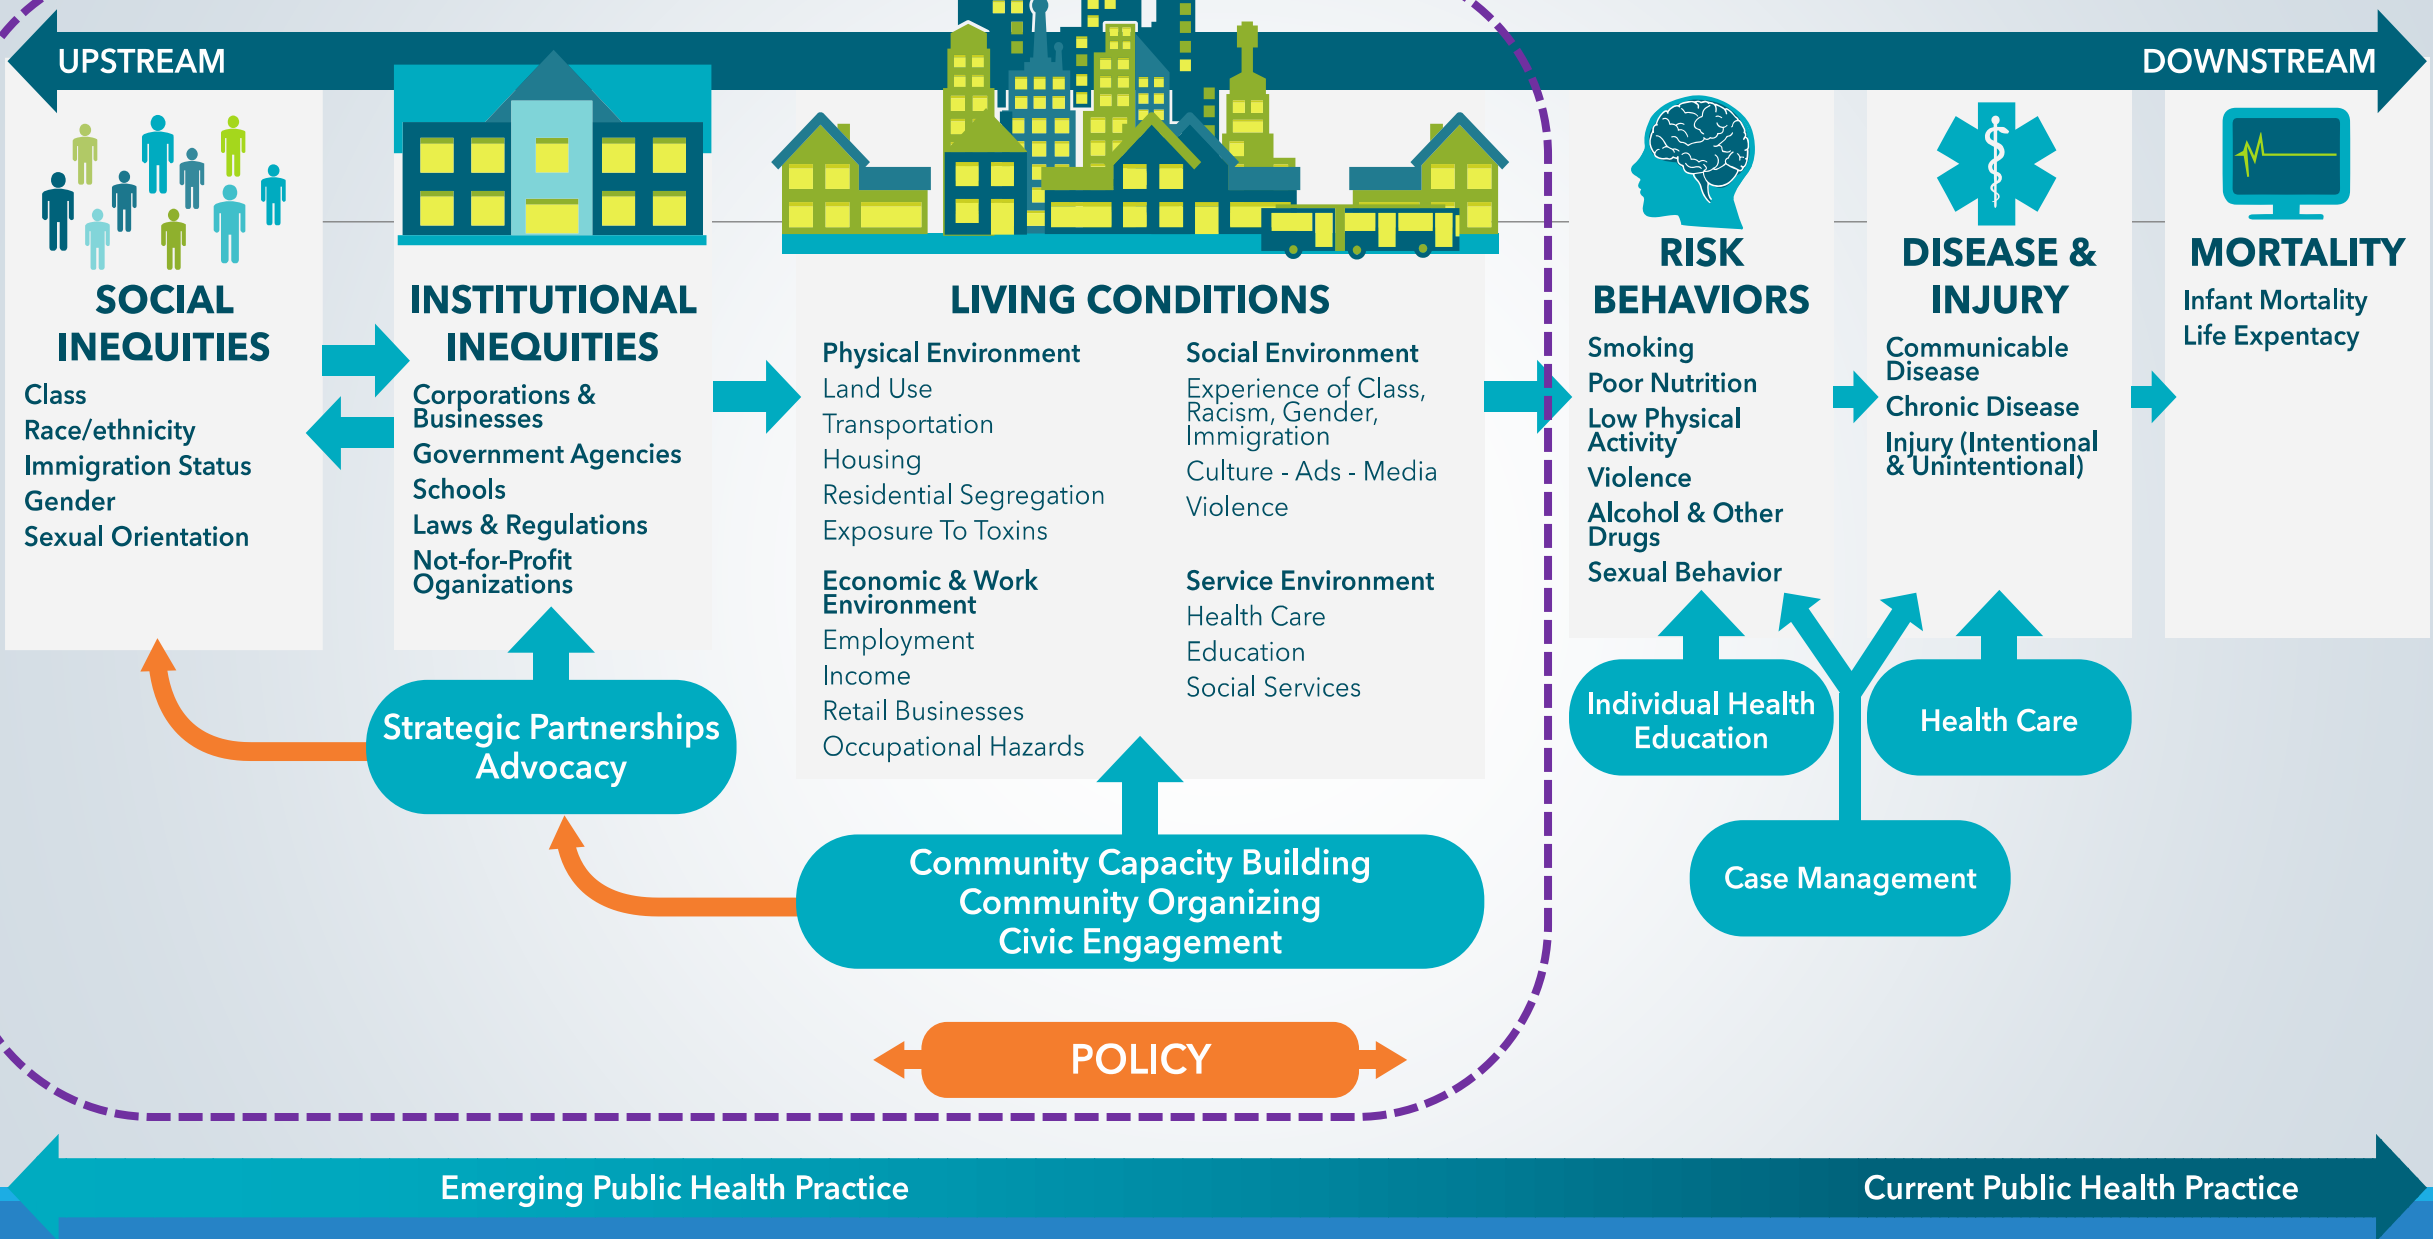 UPSTREAM
DOWNSTREAM
SOCIAL
INEQUITIES
Class
Race/ethnicity
Immigration Status
Gender
Sexual Orientation
INSTITUTIONAL
INEQUITIES
Corporations &
Businesses
Government Agencies
Schools
Laws & Regulations
Not-for-Profit
Oganizations
LIVING CONDITIONS
Physical Environment
Land Use
Transportation
Housing
Residential Segregation
Exposure To Toxins
Economic & Work
Environment
Employment
Income
Retail Businesses
Occupational Hazards
Social Environment
Experience of Class,
Racism, Gender,
Immigration
Culture - Ads - Media
Violence
Service Environment
Health Care
Education
Social Services
RISK
BEHAVIORS
Smoking
Poor Nutrition
Low Physical
Activity
Violence
Alcohol & Other
Drugs
Sexual Behavior
DISEASE &
INJURY
Communicable
Disease
Chronic Disease
Injury (Intentional
& Unintentional)
MORTALITY
Infant Mortality
Life Expentacy
Strategic Partnerships
Advocacy
Community Capacity Building
Community Organizing
Civic Engagement
Individual Health
Education
Health Care
Case Management
POLICY
Emerging Public Health Practice
Current Public Health Practice